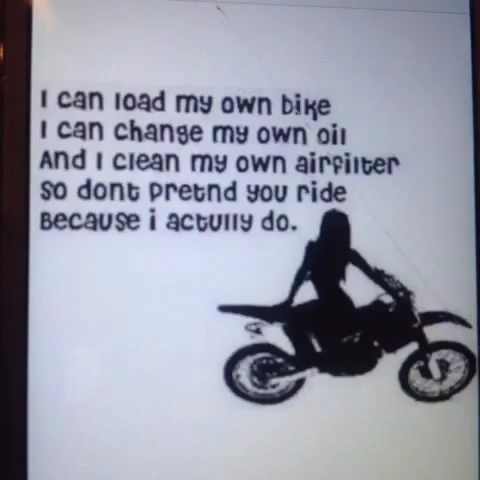 I can load my own bike
I can change my own oil
And I clean my own airfilter
So dont pretnd you ride
Because i actully do.